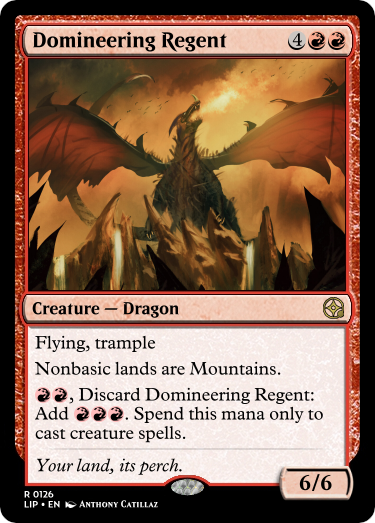 Domineering Regent 4
Creature — Dragon
Flying, trample
Nonbasic lands are Mountains.
, Discard Domineering Regent:
Add . Spend this mana only to
cast creature spells.
Your land, its perch.
6/6
R 0126
LIP • EN Anthony Catillaz